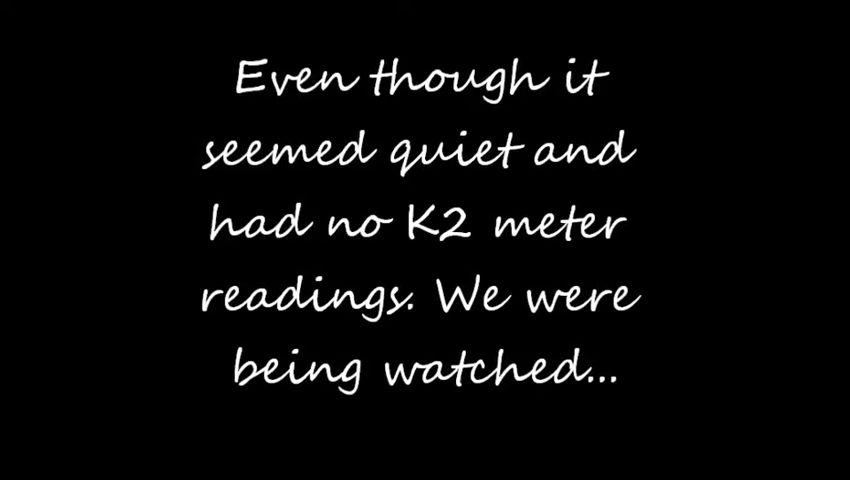 Even though it
seemed quiet and
had no K2 meter
readings. We were
being watched...